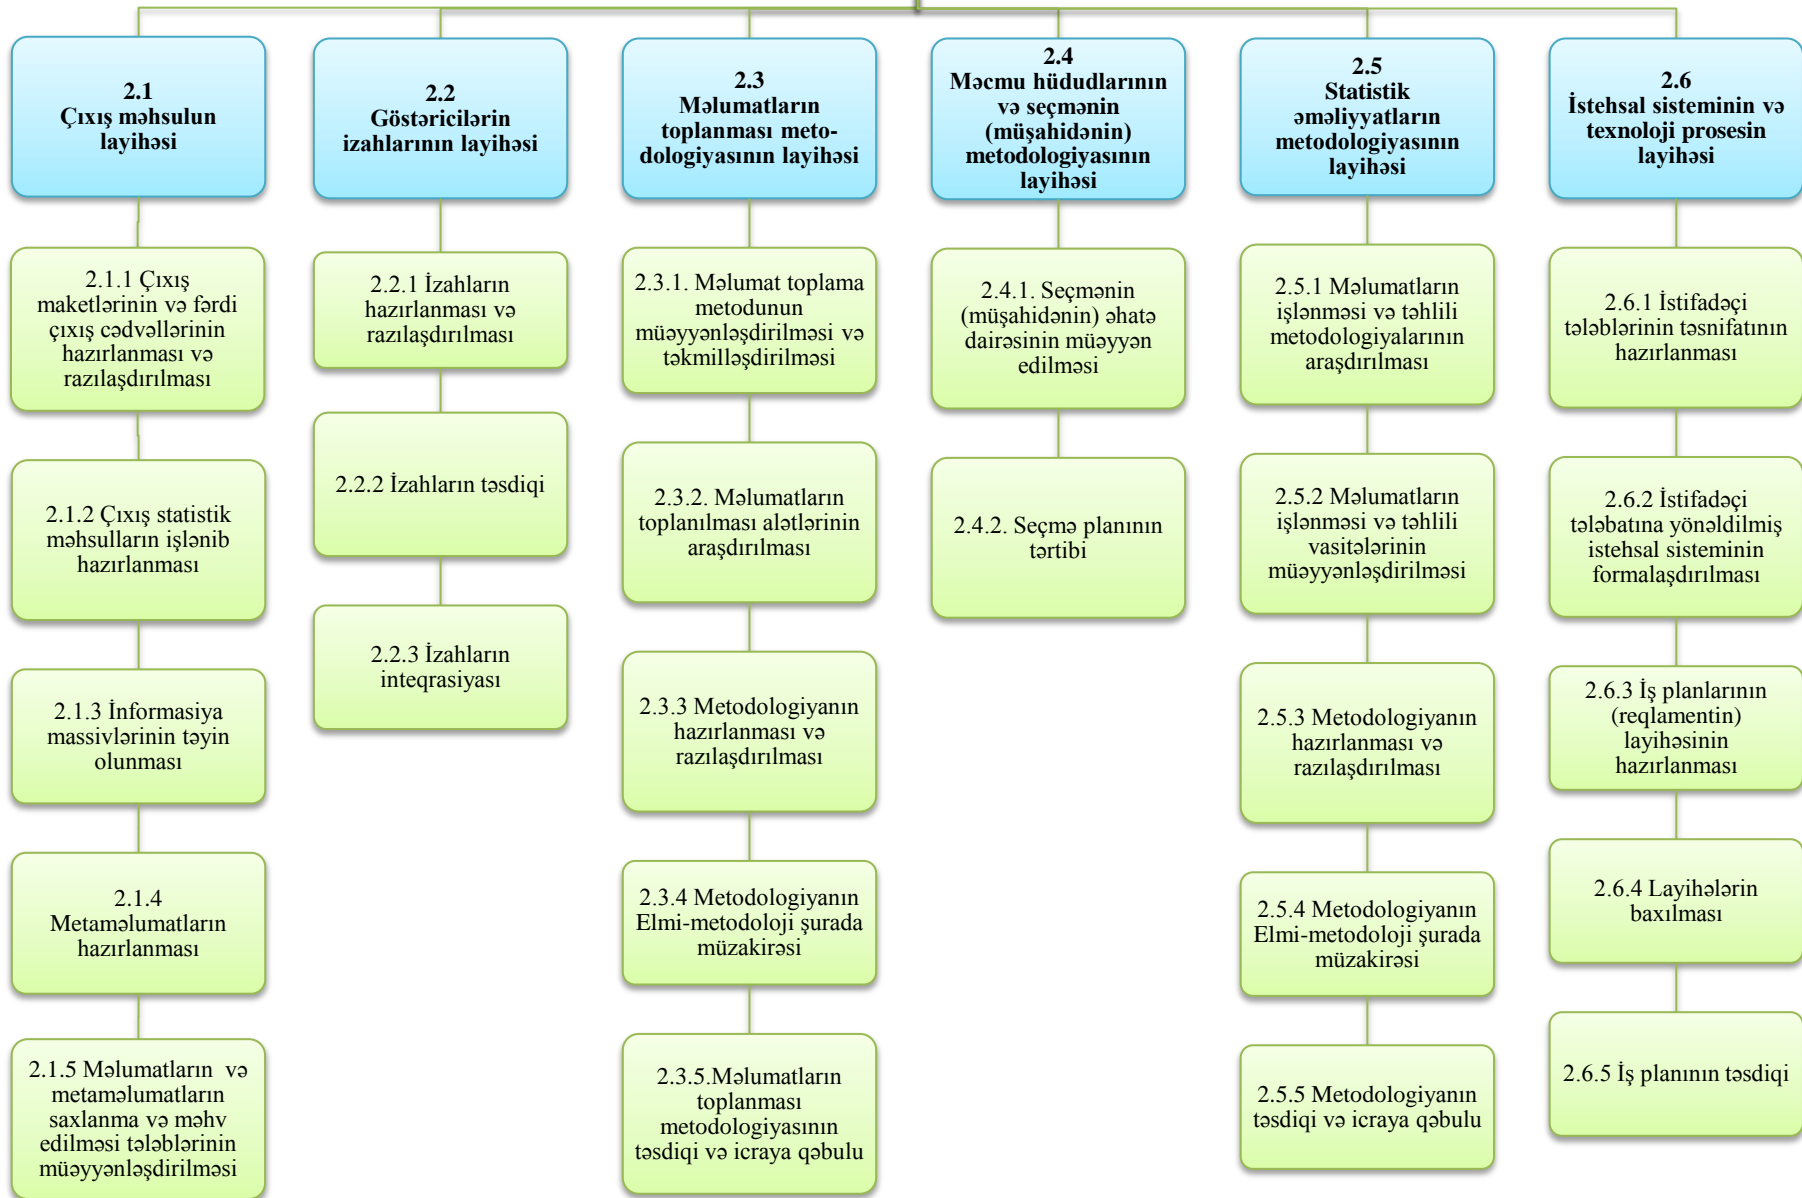 2.1
Çıxış məhsulun
layihəsi
2.1.1 Çıxış
maketlərinin və fərdi
çıxış cədvəllərinin
hazırlanması və
razılaşdırılması
2.1.2 Çıxış statistik
məhsulların işlənib
hazırlanması
2.1.3 İnformasiya
massivlərinin təyin
olunması
2.1.4
Metaməlumatların
hazırlanması
2.1.5 Məlumatların və
metaməlumatların
saxlanma və məhv
edilməsi tələblərinin
müəyyənləşdirilməsi
2.2
Göstəricilərin
izahlarının layihəsi
2.2.1 İzahların
hazırlanması və
razılaşdırılması
2.2.2 İzahların təsdiqi
2.2.3 İzahların
inteqrasiyası
2.3
Məlumatların
toplanması meto-
dologiyasının layihəsi
2.3.1. Məlumat toplama
metodunun
müəyyənləşdirilməsi və
təkmilləşdirilməsi
2.3.2. Məlumatların
toplanılması alətlərinin
araşdırılması
2.3.3 Metodologiyanın
hazırlanması və
razılaşdırılması
2.3.4 Metodologiyanın
Elmi-metodoloji şurada
müzakirəsi
2.3.5.Məlumatların
toplanması
metodologiyasının
təsdiqi və icraya qəbulu
2.4
Məcmu hüdudlarının
və seçmənin
(müşahidənin)
metodologiyasının
layihəsi
2.4.1. Seçmənin
(müşahidənin) əhatə
dairəsinin müəyyən
edilməsi
2.4.2. Seçmə planının
tərtibi
2.5
Statistik
əməliyyatların
metodologiyasının
layihəsi
2.5.1 Məlumatların
işlənməsi və təhlili
metodologiyalarının
araşdırılması
2.5.2 Məlumatların
işlənməsi və təhlili
vasitələrinin
müəyyənləşdirilməsi
2.5.3 Metodologiyanın
hazırlanması və
razılaşdırılması
2.5.4 Metodologiyanın
Elmi-metodoloji şurada
müzakirəsi
2.5.5 Metodologiyanın
təsdiqi və icraya qəbulu
2.6
İstehsal sisteminin və
texnoloji prosesin
layihəsi
2.6.1 İstifadəçi
tələblərinin təsnifatının
hazırlanması
2.6.2 İstifadəçi
tələbatına yönəldilmiş
istehsal sisteminin
formalaşdırılması
2.6.3 İş planlarının
(reqlamentin)
layihəsinin
hazırlanması
2.6.4 Layihələrin
baxılması
2.6.5 İş planının təsdiqi